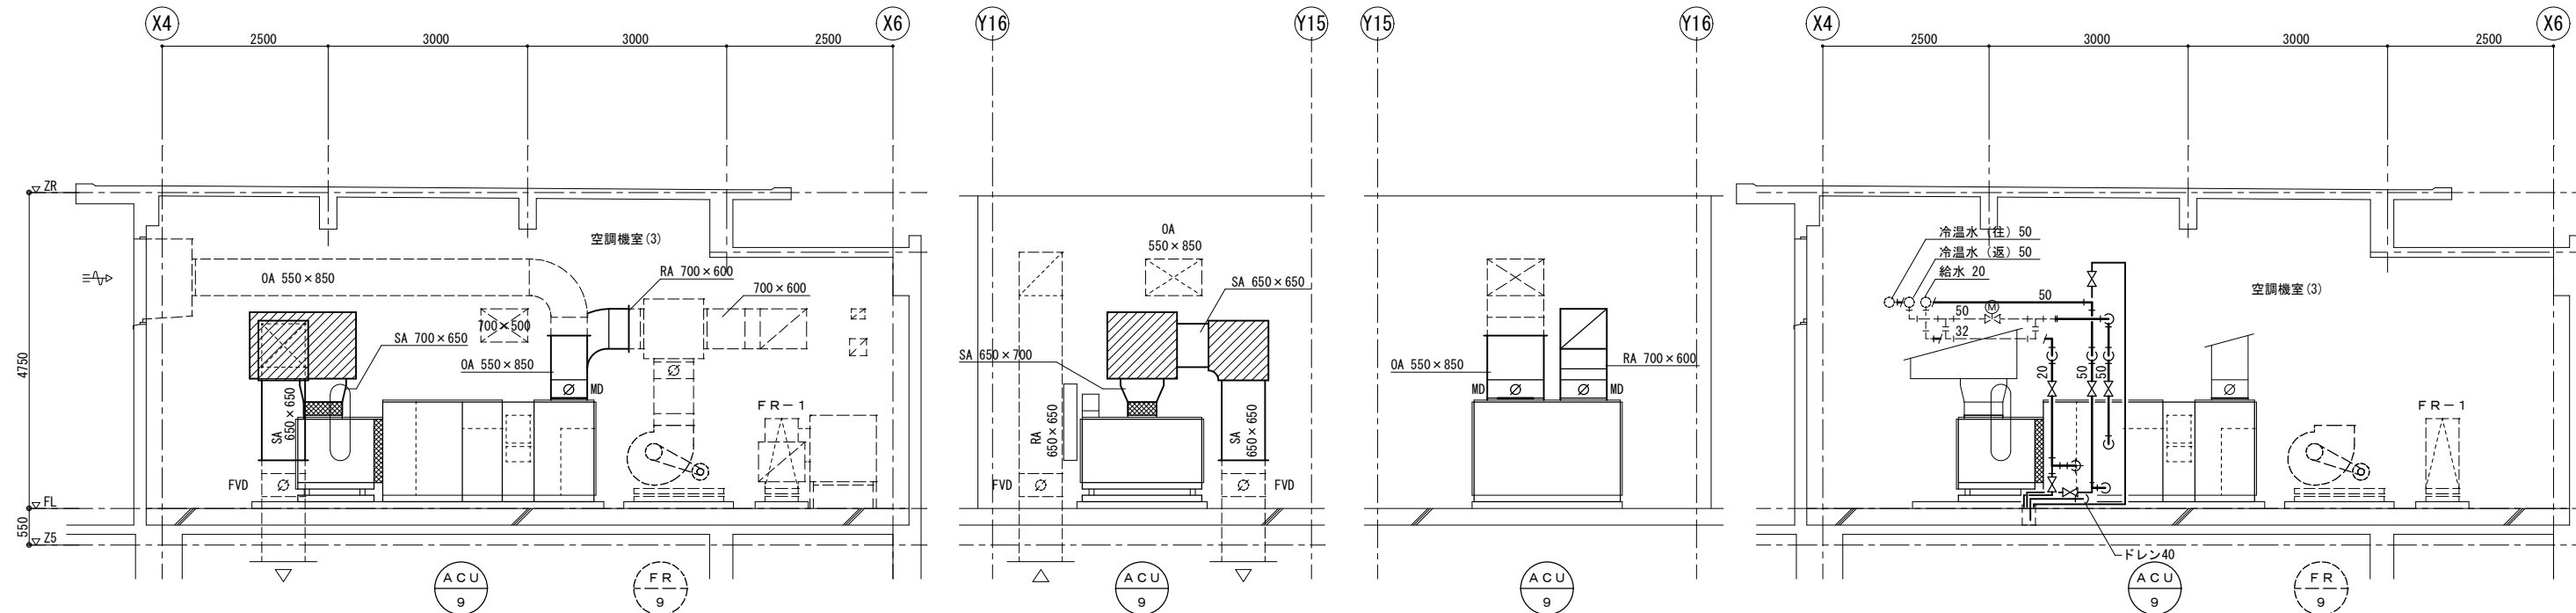 X4
X6
2500
3000
3000
2500
ZR
空調機室(3)
OA 550×850
RA 700×600
700×600
700×500
SA 700×650
OA 550×850
MD
4750
SA
650×650
FR-1
FVD
FL
550
Z5
ACU
9
FR
9
Y16
Y15
OA
550×850
SA 650×650
SA 650×700
RA
650×650
SA
650×650
FVD
FVD
ACU
9
Y15
Y16
OA 550×850
RA 700×600
MD
MD
ACU
9
X4
X6
2500
3000
3000
2500
冷温水（往）50
冷温水（返）50
給水 20
空調機室(3)
50
M
50
32
20
50
50
FR-1
ドレン40
ACU
9
FR
9